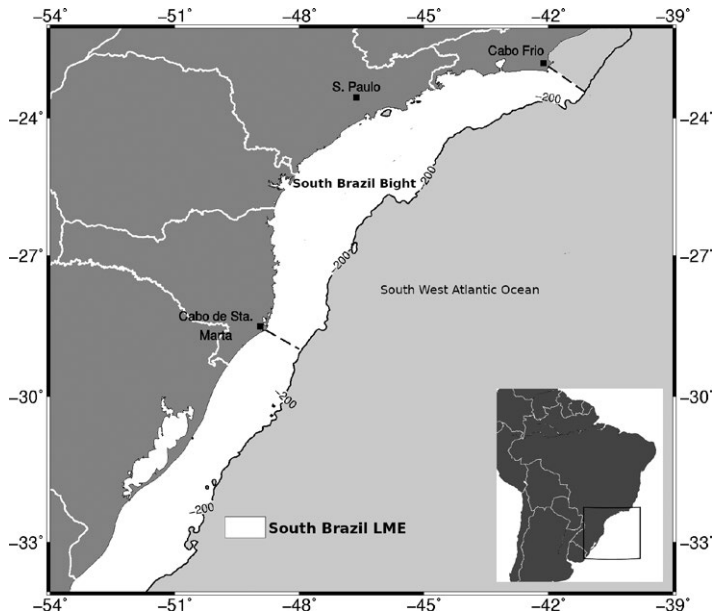 −54° −51° −48° −45° −42° −39°
Cabo Frio
S. Paulo
−200
−24° −24°
−200
South Brazil Bight
−27° −27°
−200
South West Atlantic Ocean
Cabo de Sta.
Marta
−30° −30°
−200
−200
South Brazil LME
−33° −33°
−54° −51° −48° −45° −42° −39°